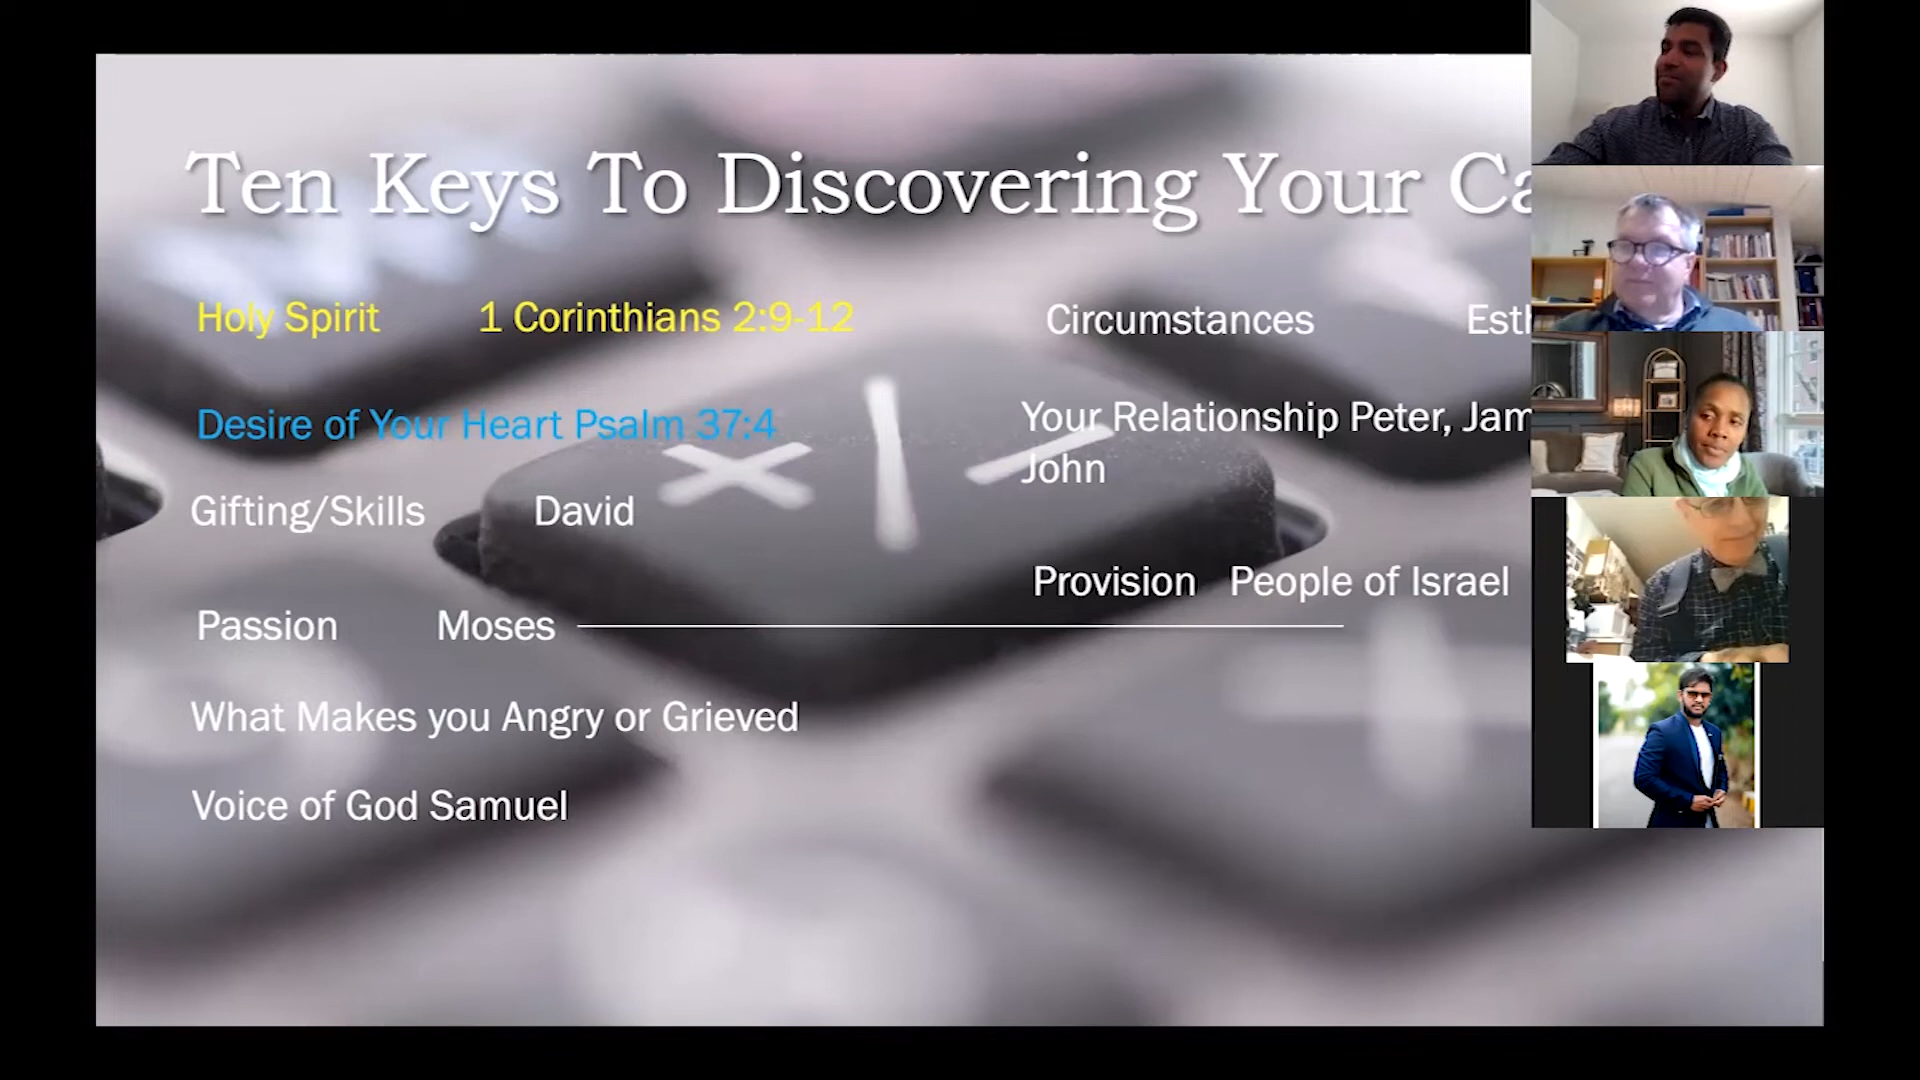 Ten Keys To Discovering Your Ca
Holy Spirit 1 Corinthians 2:9-12
Desire of Your Heart Psalm 37:4
Gifting/Skills David
Passion Moses
What Makes you Angry or Grieved
Voice of God Samuel
Circumstances Esth
Your Relationship Peter, Jam
John
Provision People of Israel